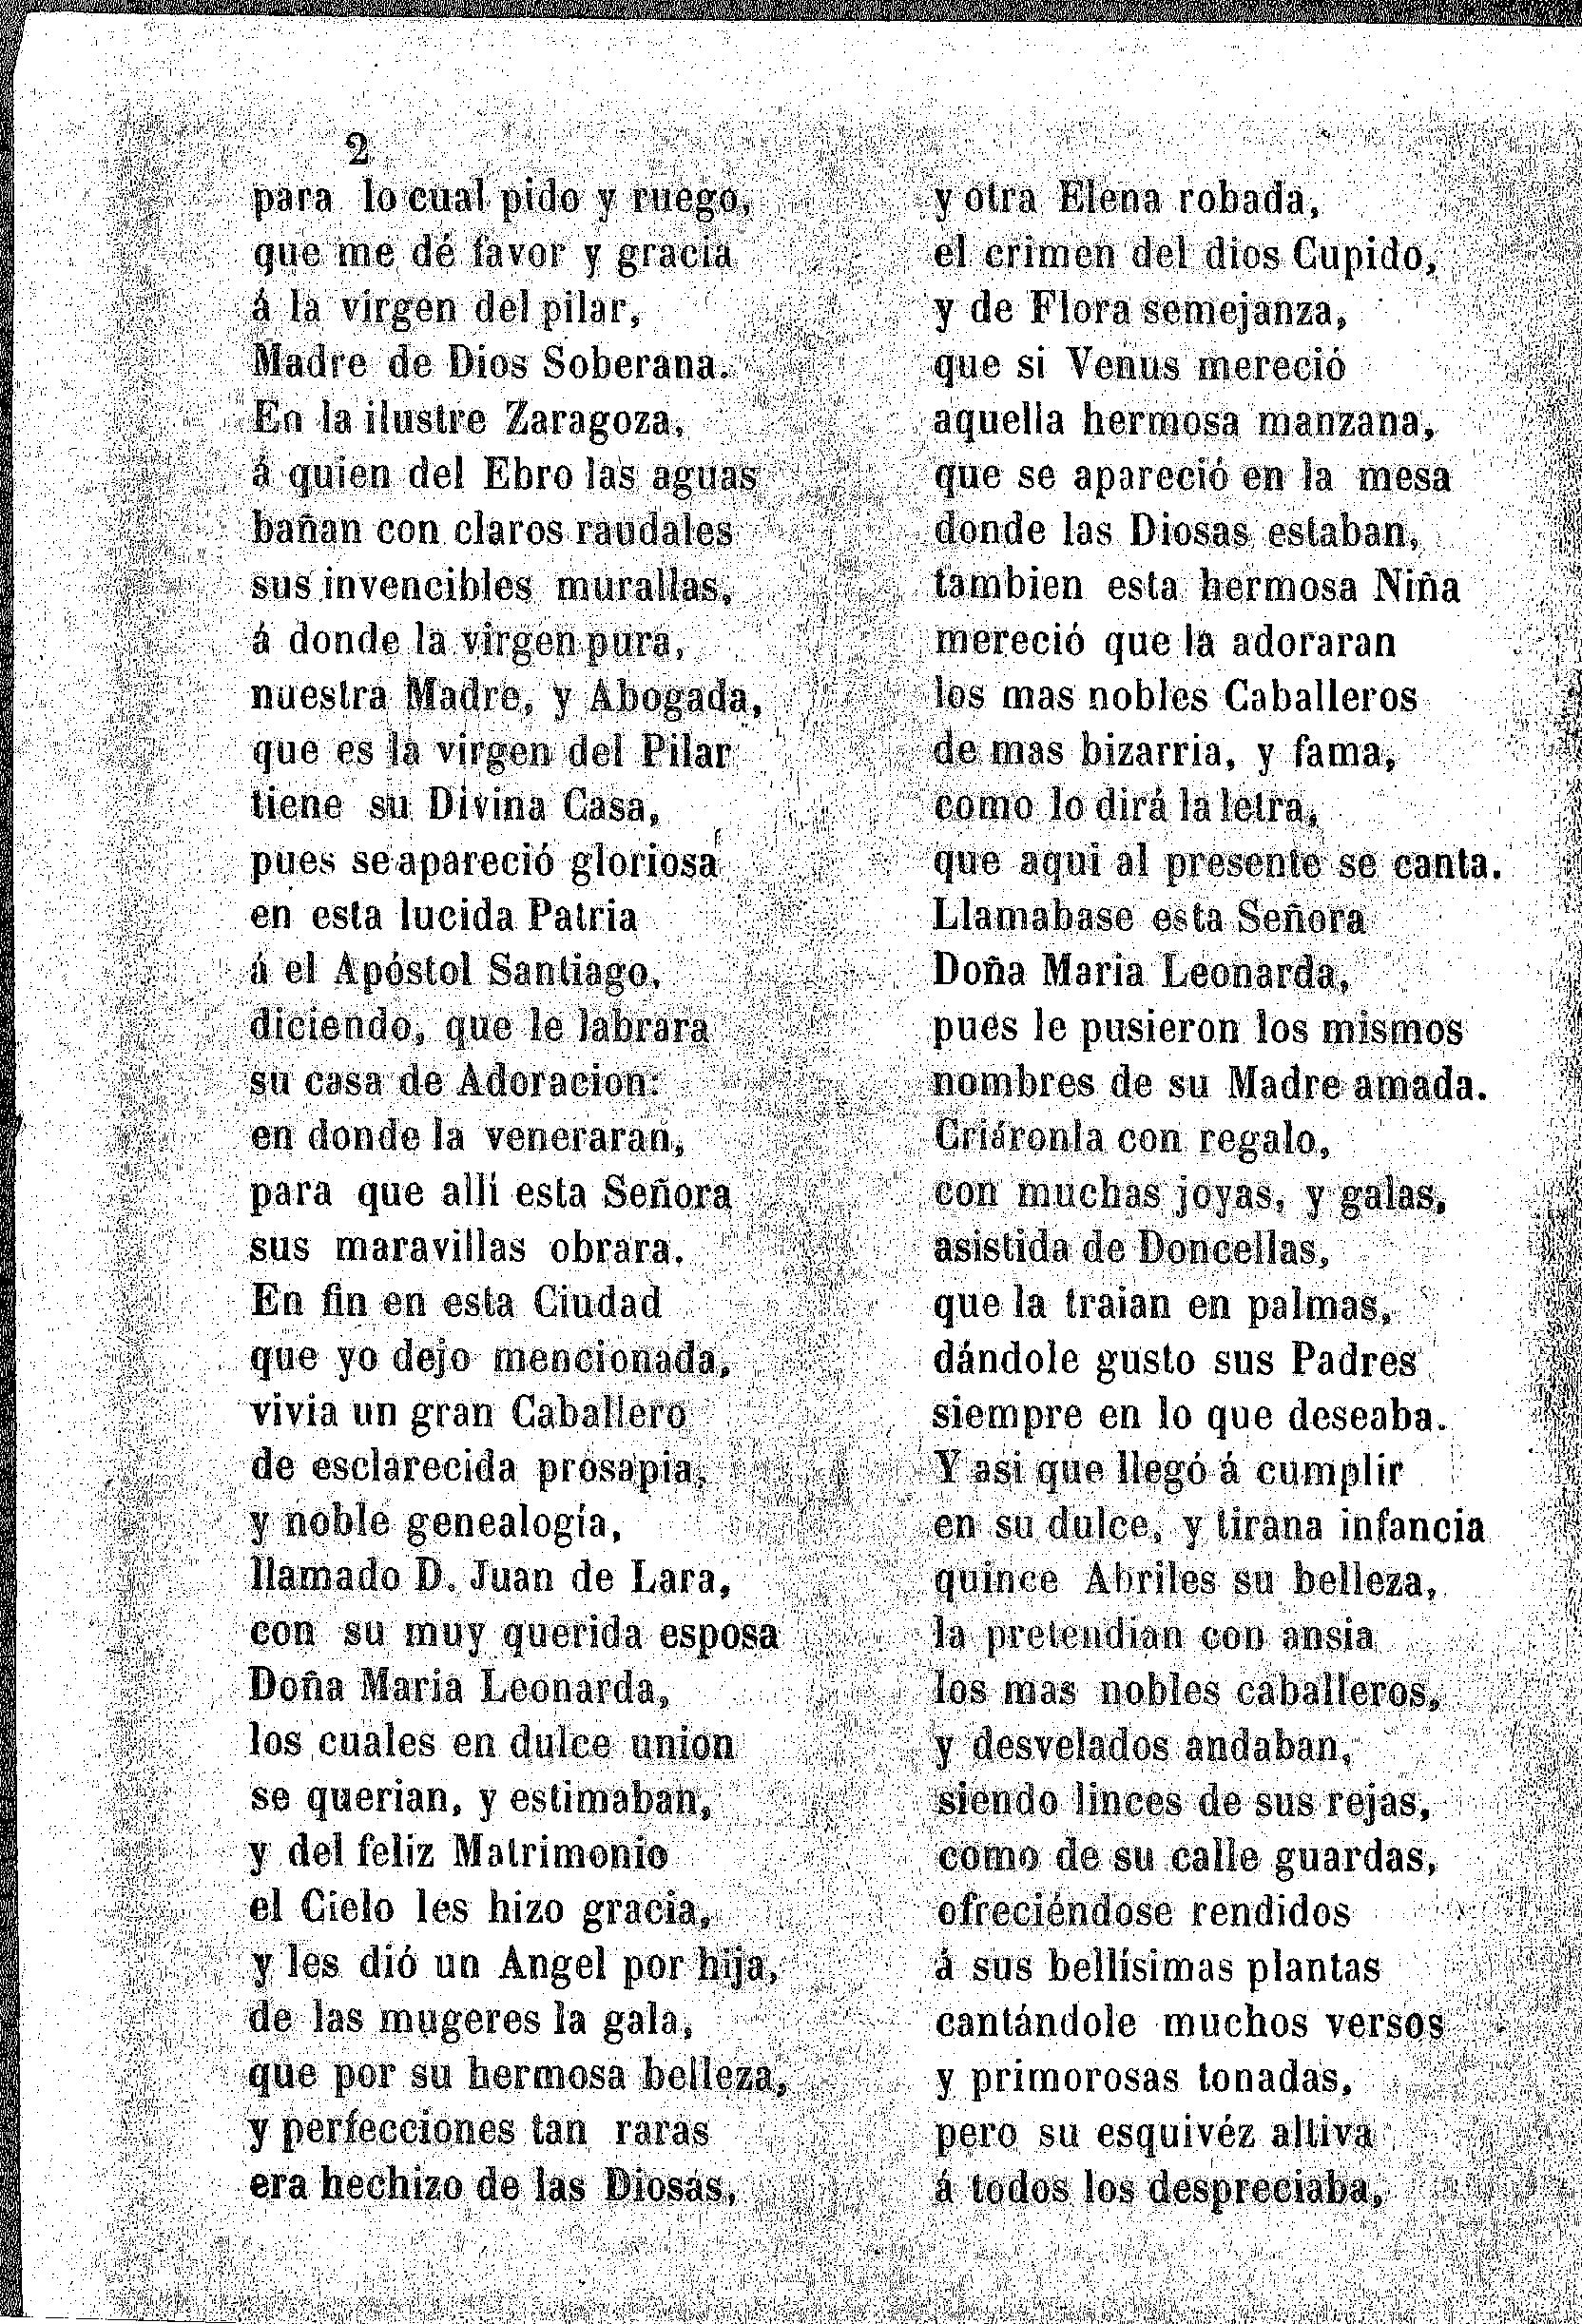 2
para lo cual pido y ruego,
que me dé favor y gracia
á la virgen del pilar,
Madre de Dios Soberana.
En la ilustre Zaragoza,
á quien del Ebro las aguas
bañan con claros raudales
sus invencibles murallas,
á donde la virgen pura,
nuestra Madre, y Abogada,
que es la virgen del Pilar
tiene su Divina Casa,
pues se apareció gloriosa
en esta lucida Patria
á el Apóstol Santiago,
diciendo, que le labrara
su casa de Adoracion:
en donde la veneraran,
para que allí esta Señora
sus maravillas obrara.
En fin en esta Ciudad
que yo dejo mencionada,
vivia un gran Caballero
de esclarecida prosapia,
y noble genealogía,
llamado D. Juan de Lara,
con su muy querida esposa
Doña Maria Leonarda,
los cuales en dulce union
se querian, y estimaban,
y del feliz Matrimonio
el Cielo les hizo gracia,
y les dió un Angel por hija,
de las mugeres la gala,
que por su hermosa belleza,
y perfecciones tan raras
era hechizo de las Diosas,
y otra Elena robada,
el crimen del dios Cupido,
y de Flora semejanza,
que si Venus mereció
aquella hermosa manzana,
que se apareció en la mesa
donde las Diosas estaban,
tambien esta hermosa Niña
mereció que la adoraran
los mas nobles Caballeros
de mas bizarria, y fama,
como lo dirá la letra,
que aqui al presente se canta.
Llamabase esta Señora
Doña Maria Leonarda,
pues le pusieron los mismos
nombres de su Madre amada.
Criáronla con regalo,
con muchas joyas, y galas,
asistida de Doncellas,
que la traian en palmas,
dándole gusto sus Padres
siempre en lo que deseaba.
Y asi que llegó á cumplir
en su dulce, y tirana infancia
quince Abriles su belleza,
la pretendian con ansia
los mas nobles caballeros,
y desvelados andaban,
siendo linces de sus rejas,
como de su calle guardas,
ofreciéndose rendidos
á sus bellísimas plantas
cantándole muchos versos
y primorosas tonadas,
pero su esquivéz altiva
á todos los despreciaba,